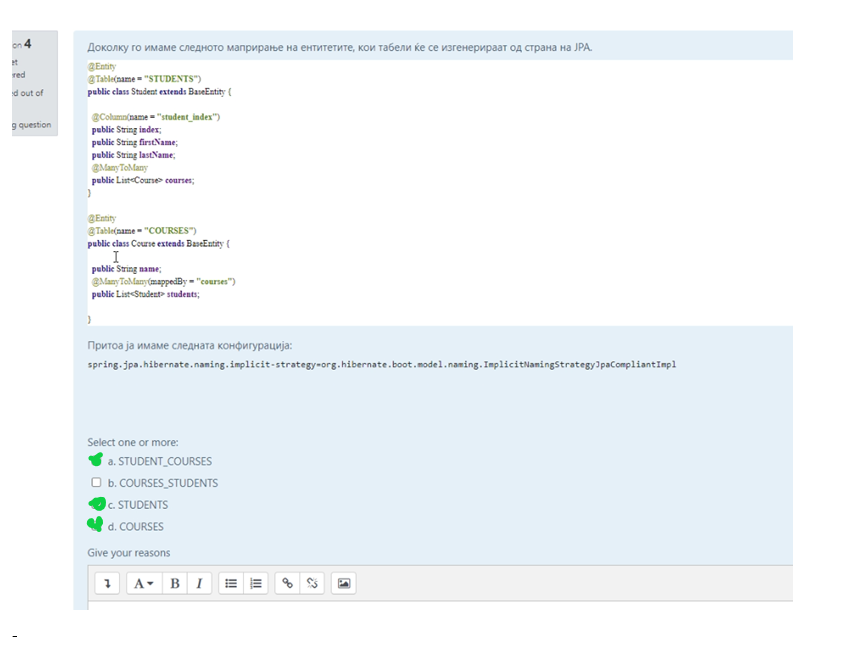 on 4
et
red
d out of
g question
Доколку го имаме следното маприрање на ентитетите, кои табели ќе се изгенерираат од страна на JPA.
@Entity
@Table(name = "STUDENTS")
public class Student extends BaseEntity {
@Column(name = "student_index")
public String index;
public String firstName;
public String lastName;
@ManyToMany
public List<Course> courses;
}
@Entity
@Table(name = "COURSES")
public class Course extends BaseEntity {
public String name;
@ManyToMany(mappedBy = "courses")
public List<Student> students;
}
Притоа ја имаме следната конфигурација:
spring.jpa.hibernate.naming.implicit-strategy=org.hibernate.boot.model.naming.ImplicitNamingStrategyJpaCompliantImpl
Select one or more:
a. STUDENT_COURSES
b. COURSES_STUDENTS
c. STUDENTS
d. COURSES
Give your reasons
A B I
-